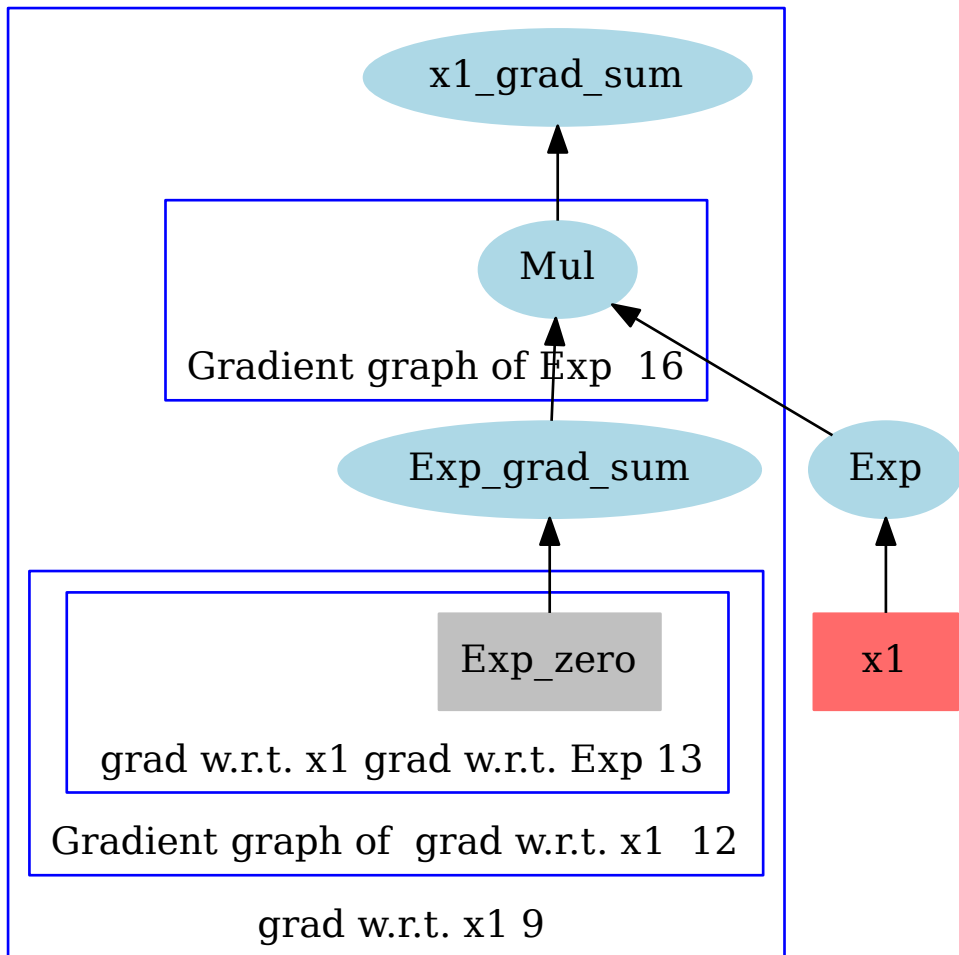 x1_grad_sum
Mul
Gradient graph of Exp  16
Exp_grad_sum
Exp
Exp_zero
x1
grad w.r.t. x1 grad w.r.t. Exp 13
Gradient graph of  grad w.r.t. x1  12
grad w.r.t. x1 9